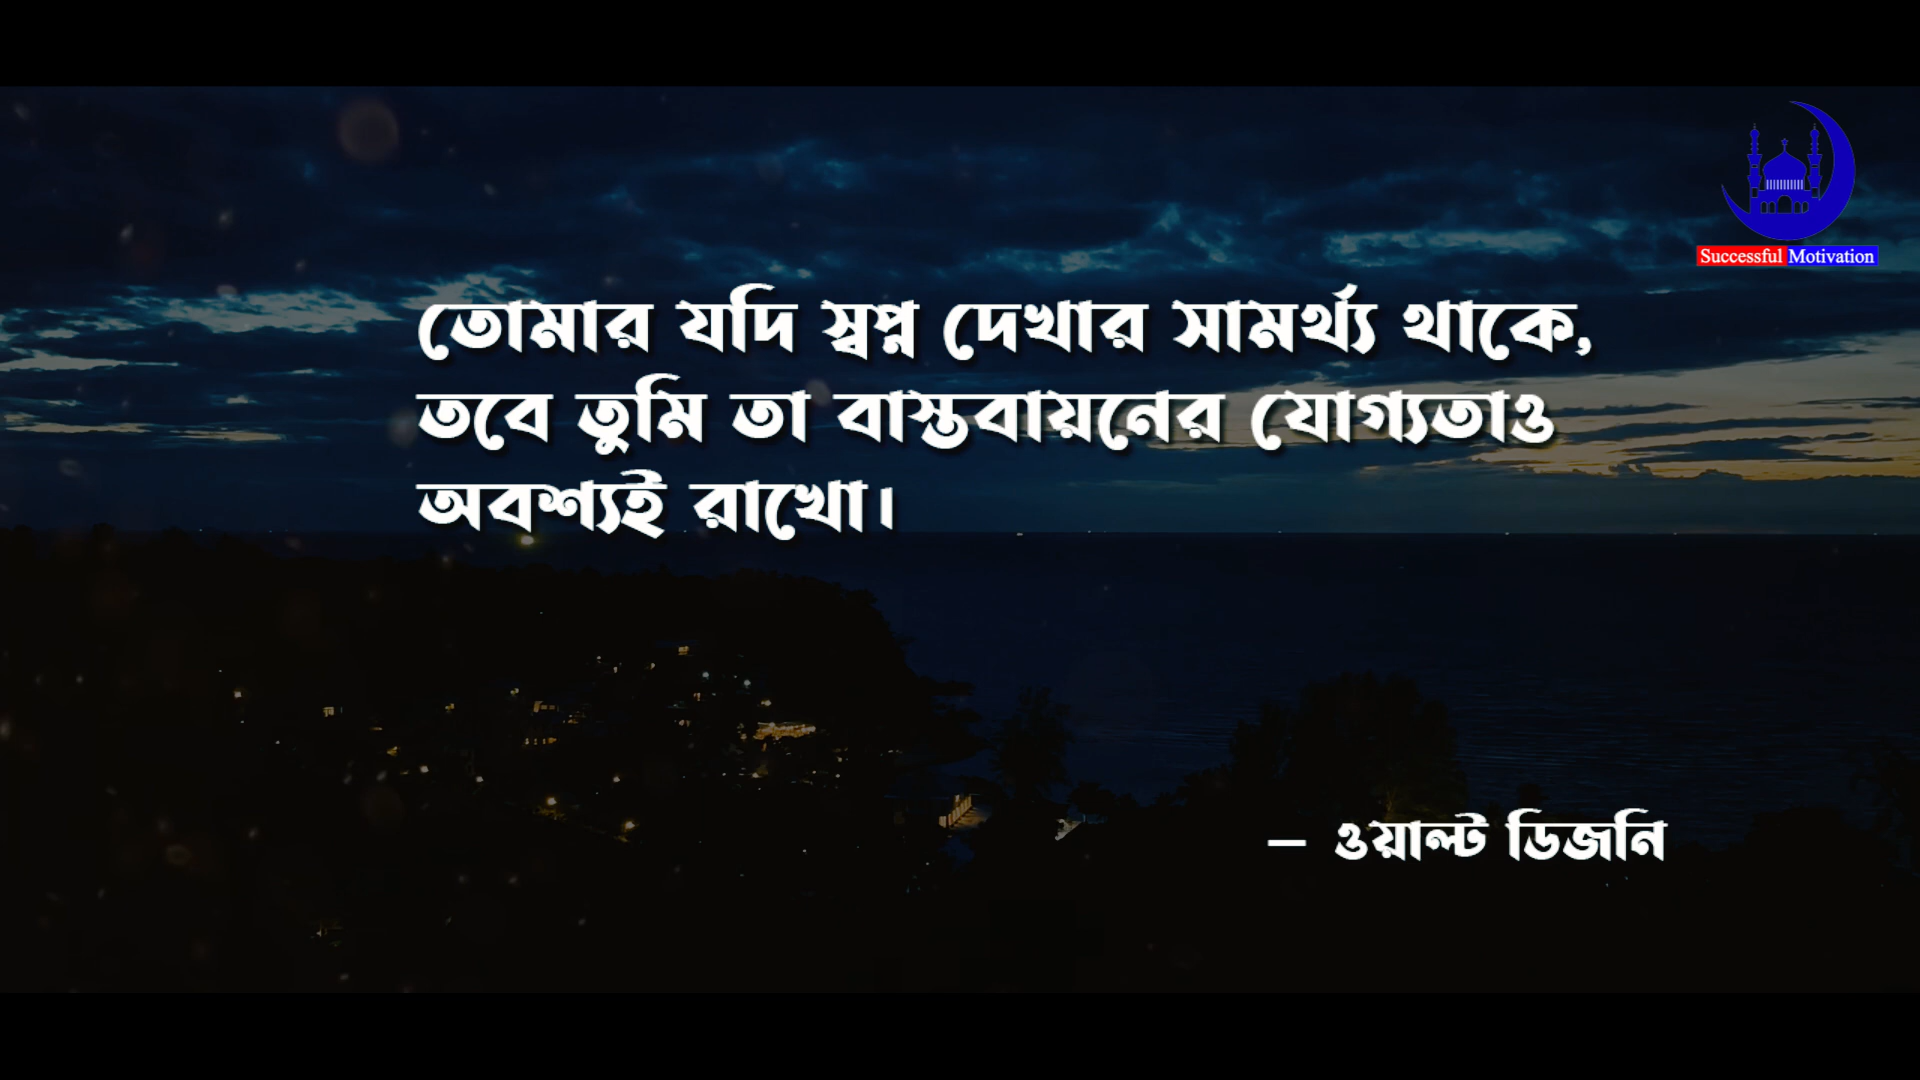 Successful Motivation
তোমার যদি স্বপ্ন দেখার সামর্থ্য থাকে,
তবে তুমি তা বাস্তবায়নের যোগ্যতাও
অবশ্যই রাখো।
– ওয়াল্ট ডিজনি